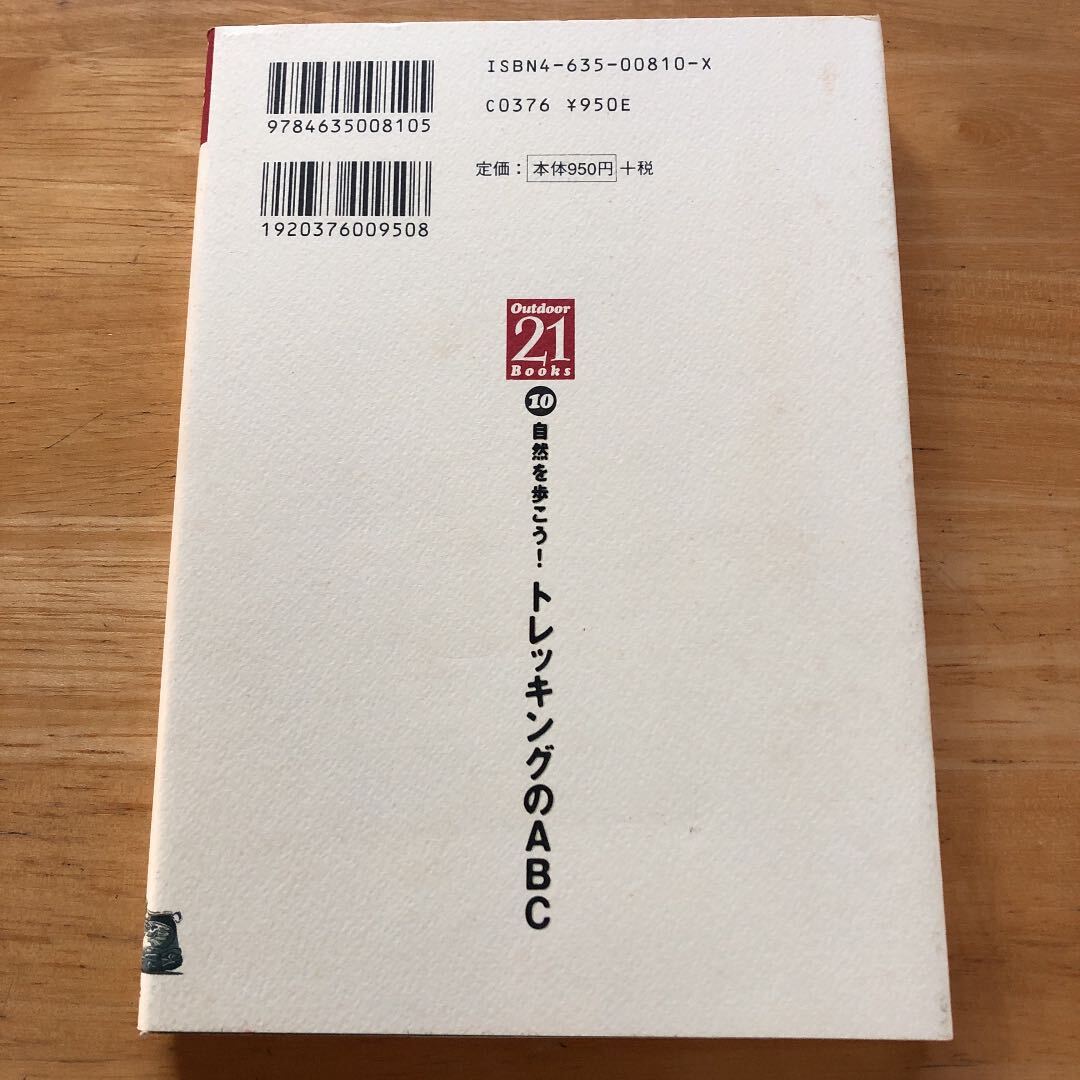 ISBN4-635-00810-X
9784635008105
C0376 ¥950E
定価： 本体950円＋税
1920376009508
Outdoor
21
Books
10
自然を歩こう！ トレッキングのABC